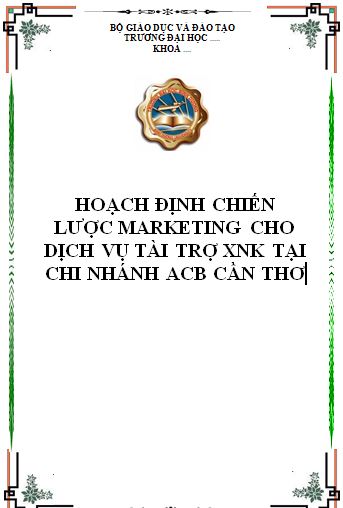 BỘ GIÁO DỤC VÀ ĐÀO TẠO
TRƯỜNG ĐẠI HỌC ....
KHOA ....
HOẠCH ĐỊNH CHIẾN
LƯỢC MARKETING CHO
DỊCH VỤ TÀI TRỢ XNK TẠI
CHI NHÁNH ACB CẦN THƠ